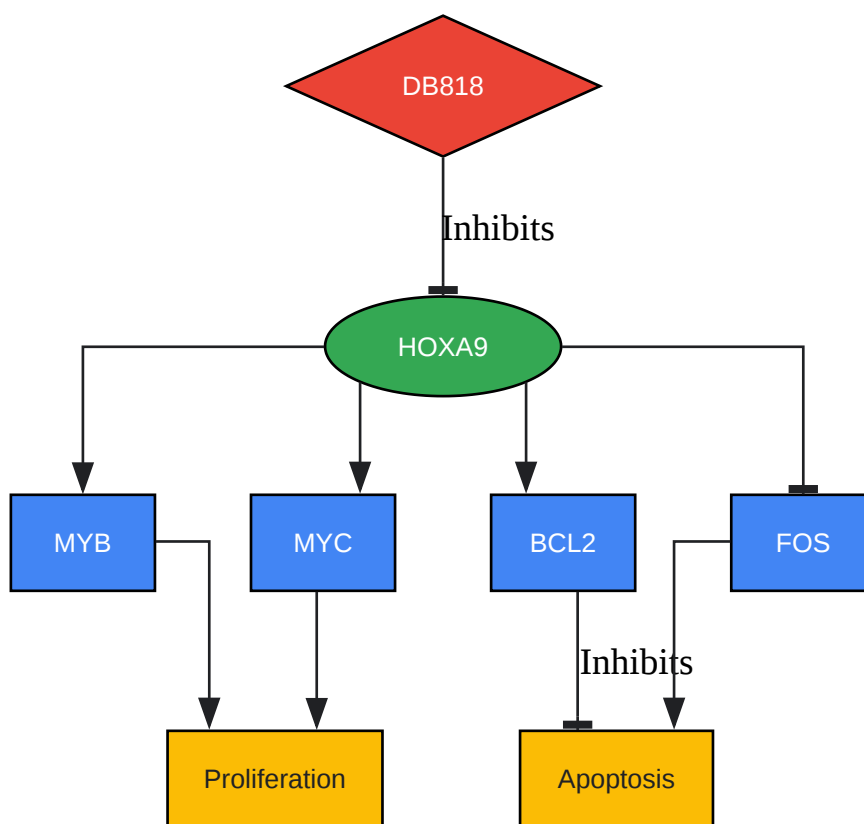 DB818
Inhibits
HOXA9
MYB
MYC
BCL2
FOS
Inhibits
Proliferation
Apoptosis